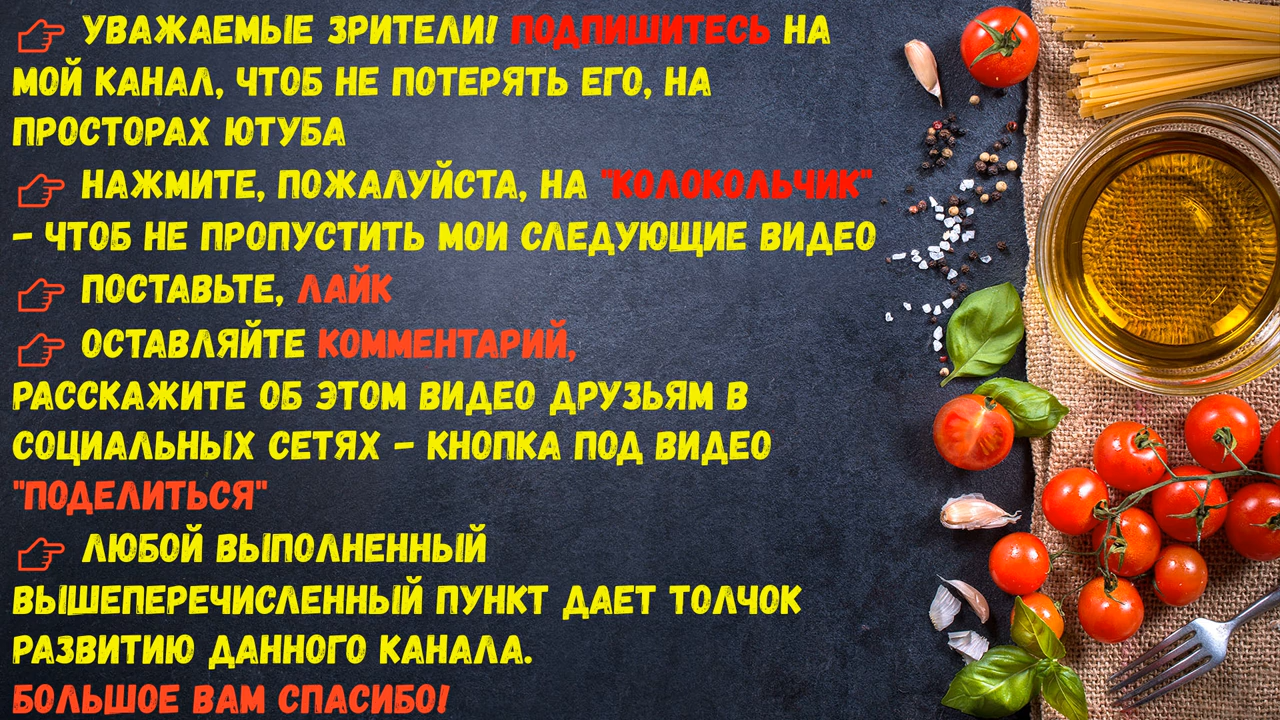 УВАЖАЕМЫЕ ЗРИТЕЛИ! ПОДПИШИТЕСЬ НА
МОЙ КАНАЛ, ЧТОБ НЕ ПОТЕРЯТЬ ЕГО, НА
ПРОСТОРАХ ЮТУБА
НАЖМИТЕ, ПОЖАЛУЙСТА, НА "КОЛОКОЛЬЧИК"
- ЧТОБ НЕ ПРОПУСТИТЬ МОИ СЛЕДУЮЩИЕ ВИДЕО
ПОСТАВЬТЕ, ЛАЙК
ОСТАВЛЯЙТЕ КОММЕНТАРИЙ,
РАССКАЖИТЕ ОБ ЭТОМ ВИДЕО ДРУЗЬЯМ В
СОЦИАЛЬНЫХ СЕТЯХ - КНОПКА ПОД ВИДЕО
"ПОДЕЛИТЬСЯ"
ЛЮБОЙ ВЫПОЛНЕННЫЙ
ВЫШЕПЕРЕЧИСЛЕННЫЙ ПУНКТ ДАЕТ ТОЛЧОК
РАЗВИТИЮ ДАННОГО КАНАЛА.
БОЛЬШОЕ ВАМ СПАСИБО!